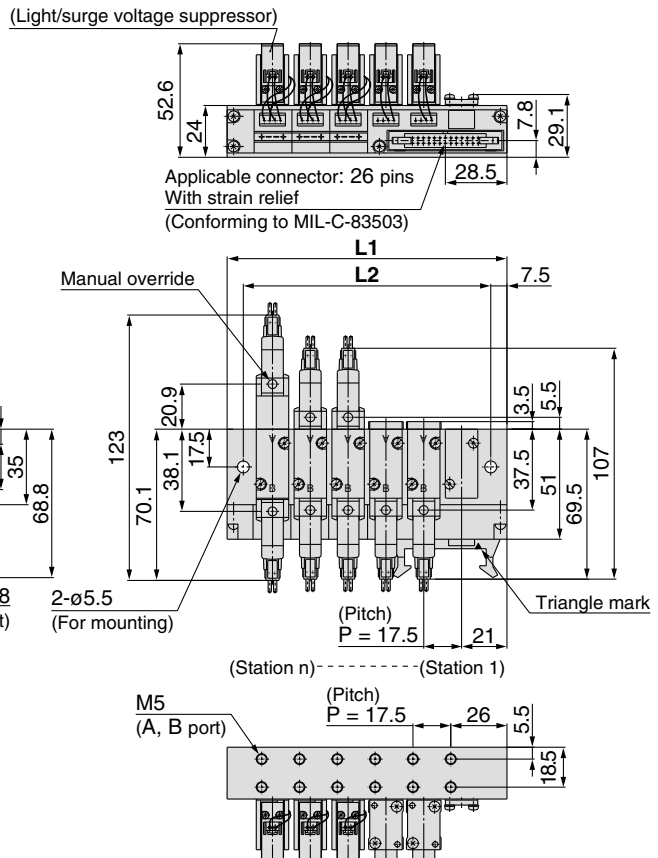 (Light/surge voltage suppressor)
52.6
24
7.8
29.1
28.5
Applicable connector: 26 pins
With strain relief
(Conforming to MIL-C-83503)
L1
L2
7.5
Manual override
123
70.1
38.1
17.5
20.9
3.5
5.5
37.5
51
69.5
107
35
68.8
V
V
V
B
B
B
B
8
t)
2-ø5.5
(For mounting)
Triangle mark
(Pitch)
P = 17.5
21
(Station n)
(Station 1)
(Pitch)
P = 17.5
26
5.5
18.5
M5
(A, B port)